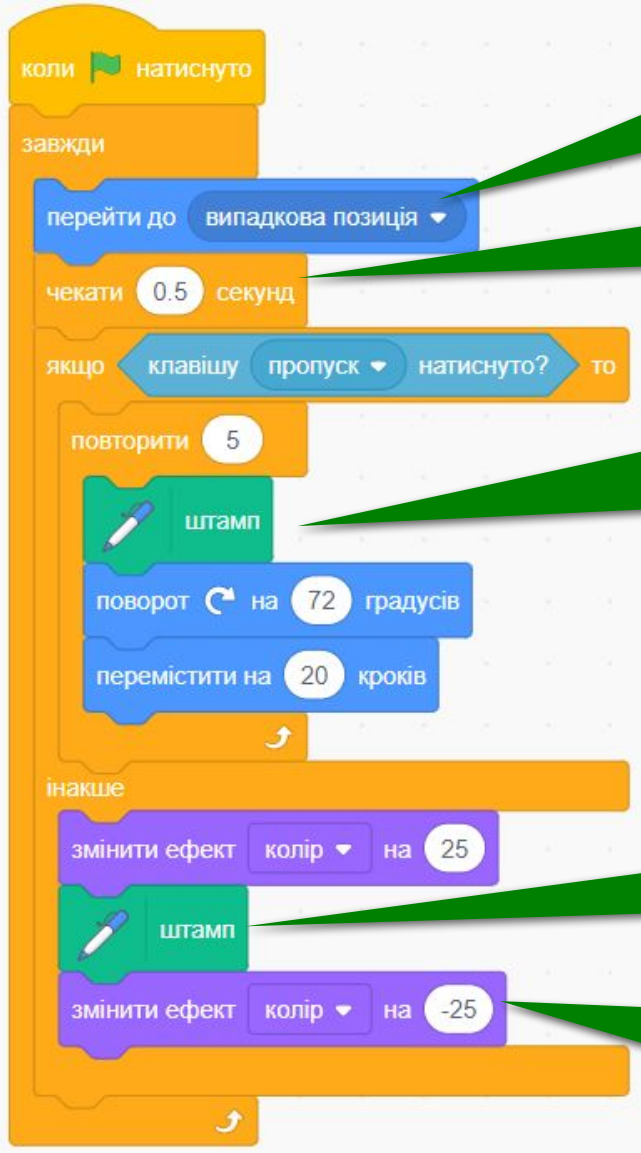 коли натиснуто
завжди
перейти до випадкова позиція
чекати 0.5 секунд
якщо клавішу пропуск натиснуто? то
повторити 5
штамп
поворот на 72 градусів
перемістити на 20 кроків
інакше
змінити ефект колір на 25
штамп
змінити ефект колір на -25